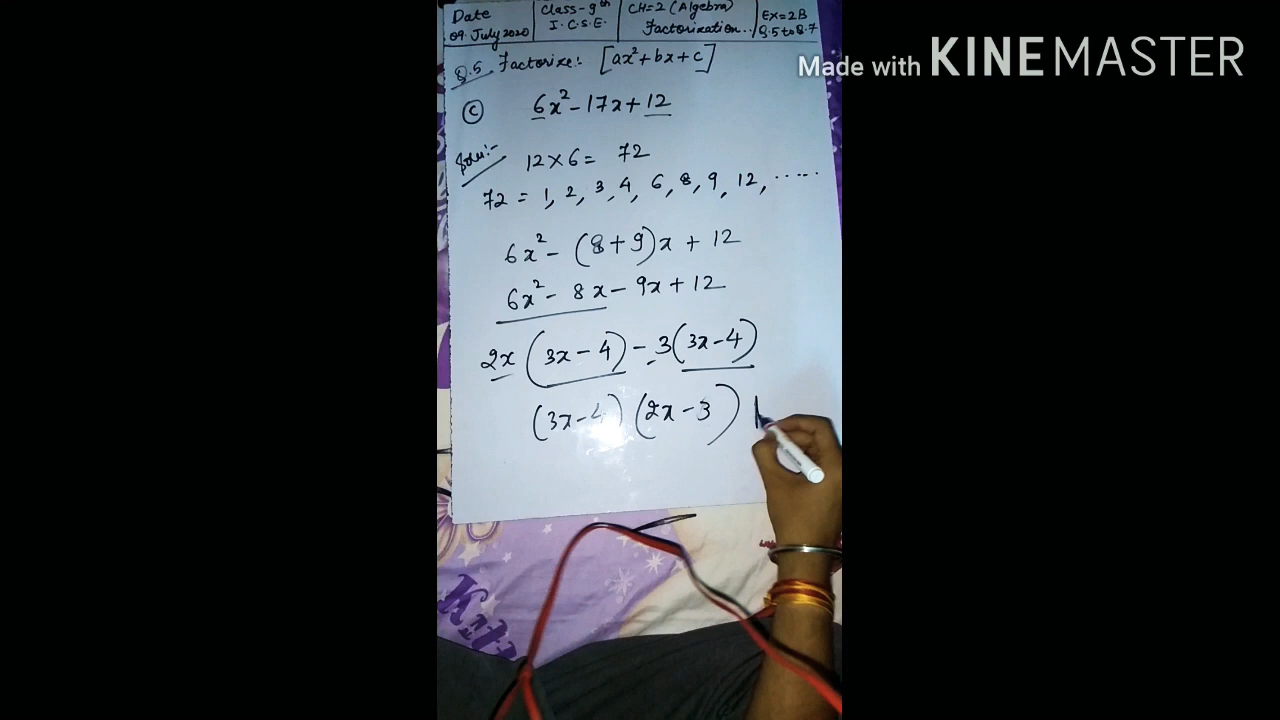 Date
09. July 2020
Class-9th
I.C.S.E.
CH=2 (Algebra)
Factorization..
EX=2B
Q.5 to Q.7
Q.5. Factorize:- [ax²+bx+c]
(c) 6x²-17x+12
Solu:- 12×6= 72
72 = 1, 2, 3, 4, 6, 8, 9, 12, ......
6x²- (8+9)x + 12
6x²- 8x - 9x + 12
2x (3x-4) - 3(3x-4)
(3x-4) (2x-3)
Made with KINEMASTER